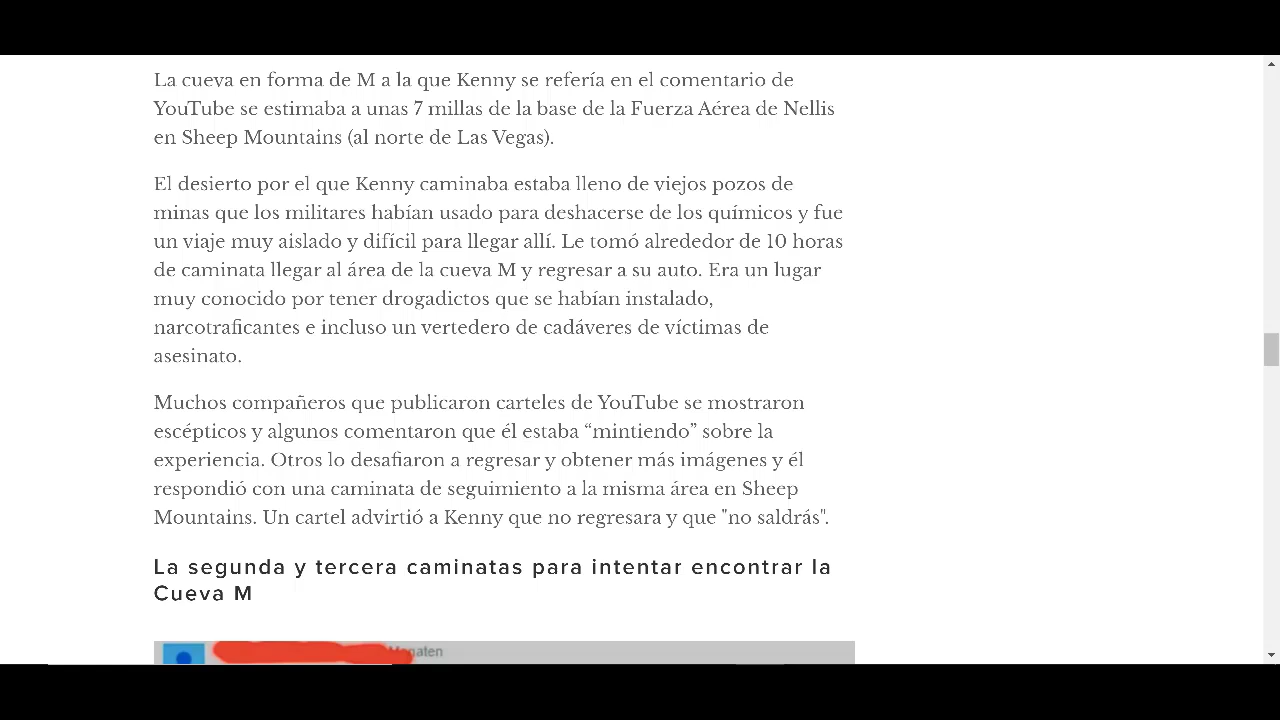 La cueva en forma de M a la que Kenny se refería en el comentario de
YouTube se estimaba a unas 7 millas de la base de la Fuerza Aérea de Nellis
en Sheep Mountains (al norte de Las Vegas).
El desierto por el que Kenny caminaba estaba lleno de viejos pozos de
minas que los militares habían usado para deshacerse de los químicos y fue
un viaje muy aislado y difícil para llegar allí. Le tomó alrededor de 10 horas
de caminata llegar al área de la cueva M y regresar a su auto. Era un lugar
muy conocido por tener drogadictos que se habían instalado,
narcotraficantes e incluso un vertedero de cadáveres de víctimas de
asesinato.
Muchos compañeros que publicaron carteles de YouTube se mostraron
escépticos y algunos comentaron que él estaba “mintiendo” sobre la
experiencia. Otros lo desafiaron a regresar y obtener más imágenes y él
respondió con una caminata de seguimiento a la misma área en Sheep
Mountains. Un cartel advirtió a Kenny que no regresara y que "no saldrás".
La segunda y tercera caminatas para intentar encontrar la
Cueva M